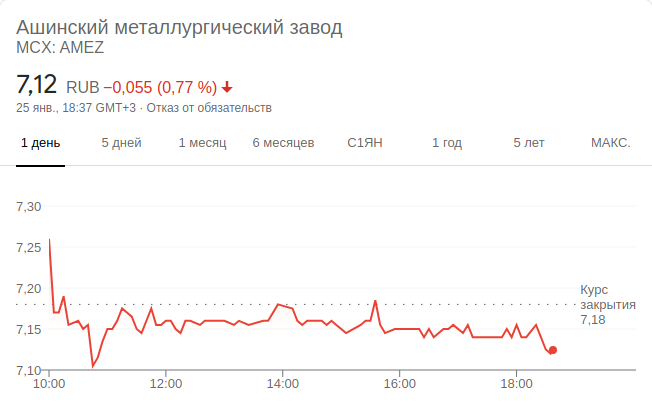 Ашинский металлургический завод
MCX: AMEZ
7,12 RUB −0,055 (0,77 %)
25 янв., 18:37 GMT+3 · Отказ от обязательств
1 день 5 дней 1 месяц 6 месяцев С1ЯН 1 год 5 лет МАКС.
7,30
7,25
7,20
7,15
7,10
Курс
закрытия
7,18
10:00 12:00 14:00 16:00 18:00